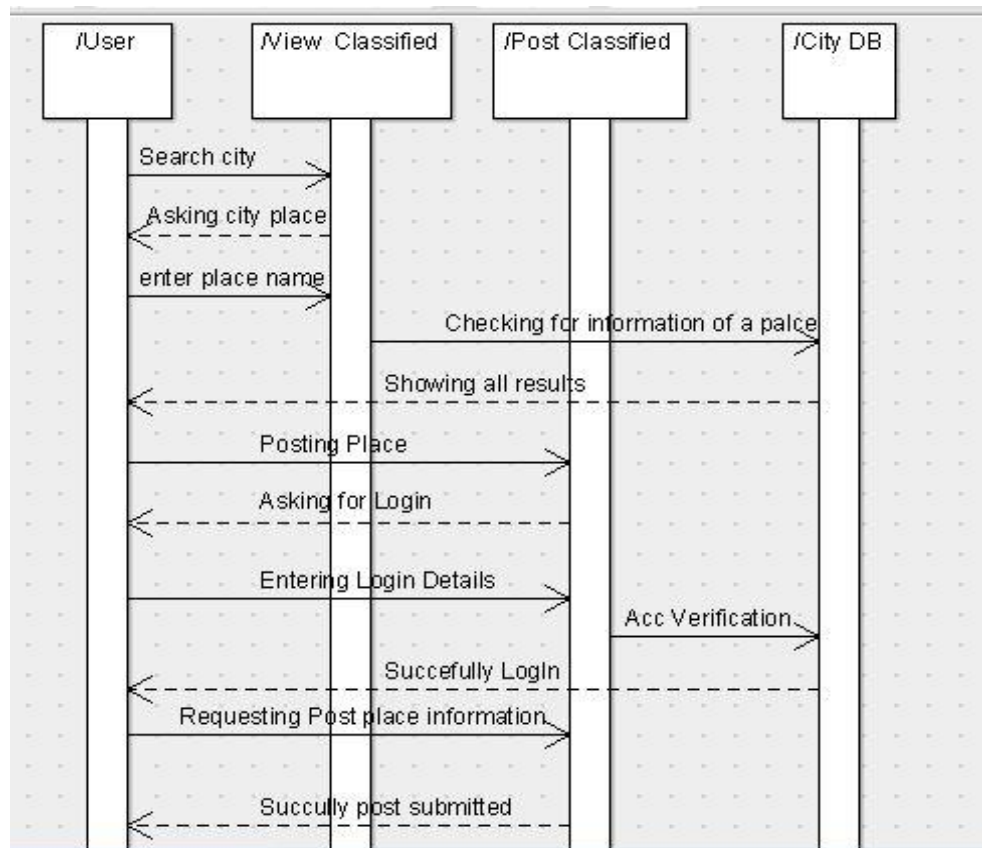 /User
/View Classified
/Post Classified
/City DB
Search city
Asking city place
enter place name
Checking for information of a palce
Showing all results
Posting Place
Asking for Login
Entering Login Details
Acc Verification
Succefully LogIn
Requesting Post place information
Succully post submitted